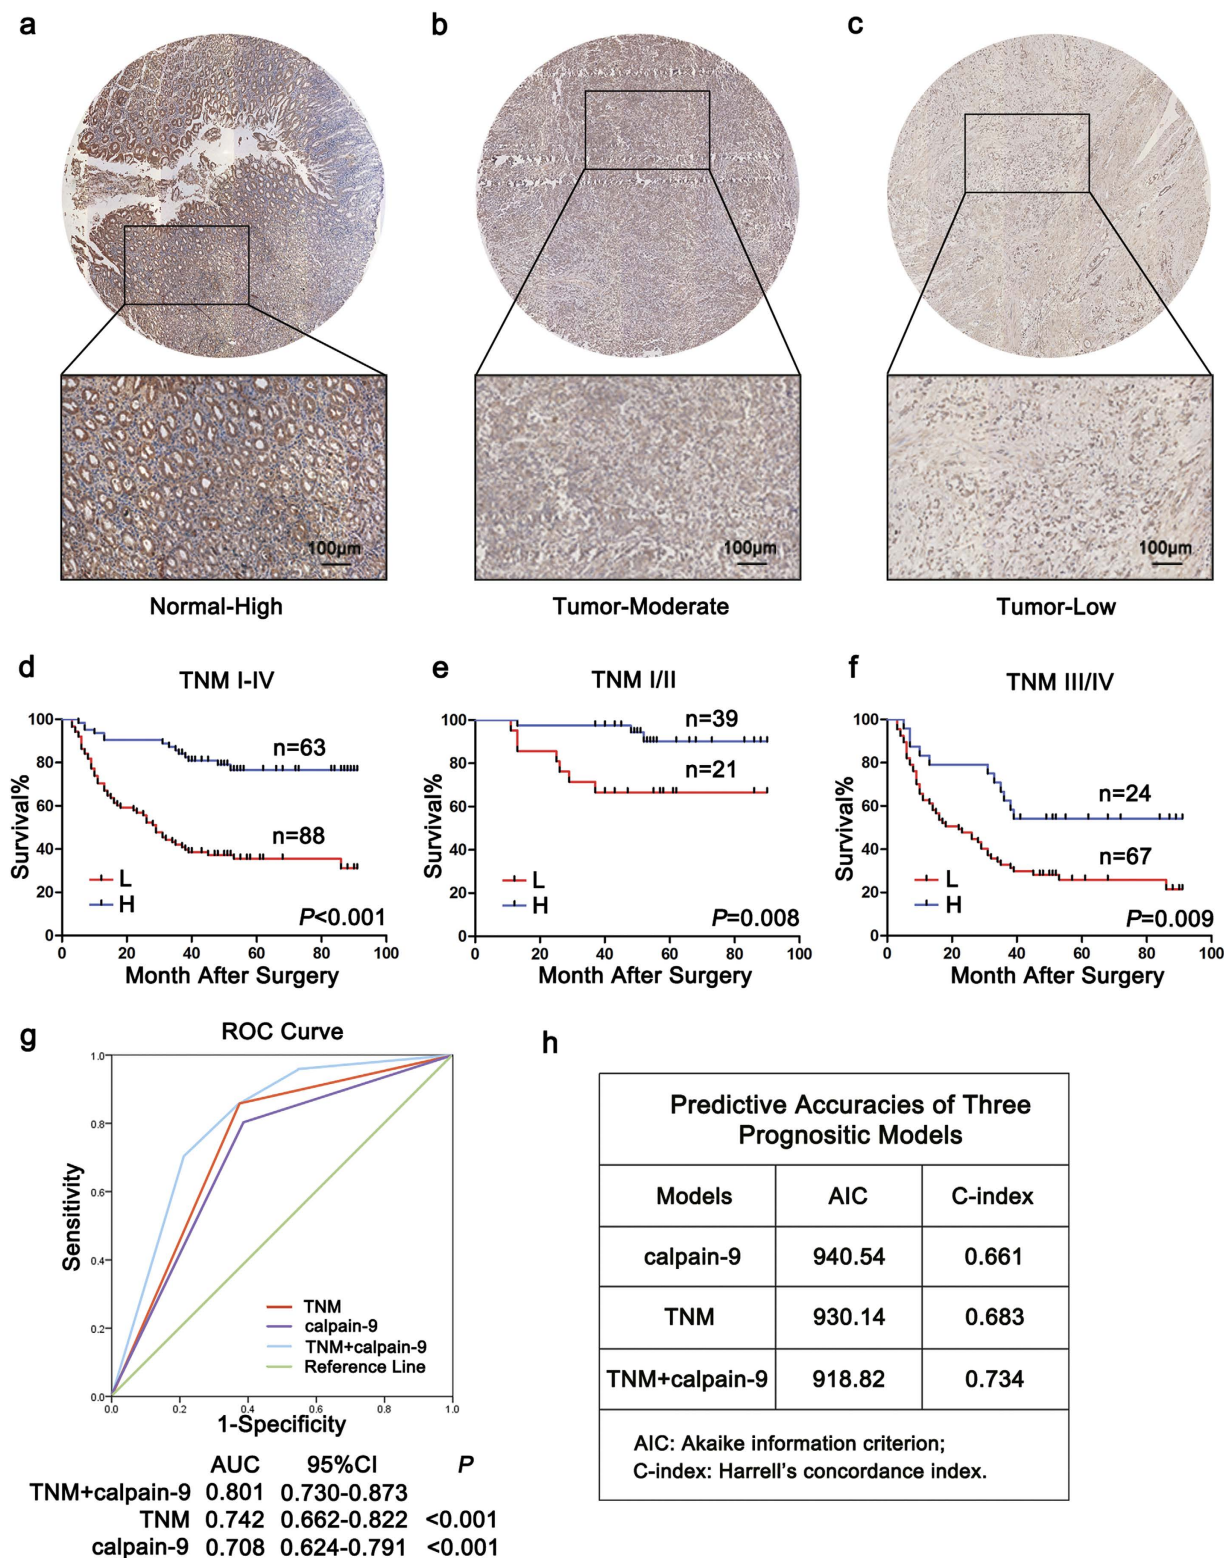 a
b
c
100µm
100µm
100µm
Normal-High
Tumor-Moderate
Tumor-Low
d
TNM I-IV
Survival%
100
80
60
40
20
0
n=63
n=88
L
H
P<0.001
0 20 40 60 80 100
Month After Surgery
e
TNM I/II
Survival%
100
80
60
40
20
0
n=39
n=21
L
H
P=0.008
0 20 40 60 80 100
Month After Surgery
f
TNM III/IV
Survival%
100
80
60
40
20
0
n=24
n=67
L
H
P=0.009
0 20 40 60 80 100
Month After Surgery
g
ROC Curve
Sensitivity
1.0
0.8
0.6
0.4
0.2
0.0
TNM
calpain-9
TNM+calpain-9
Reference Line
0.0 0.2 0.4 0.6 0.8 1.0
1-Specificity
AUC 95%CI P
TNM+calpain-9 0.801 0.730-0.873
TNM 0.742 0.662-0.822 <0.001
calpain-9 0.708 0.624-0.791 <0.001
h
Predictive Accuracies of Three
Prognositic Models
Models AIC C-index
calpain-9 940.54 0.661
TNM 930.14 0.683
TNM+calpain-9 918.82 0.734
AIC: Akaike information criterion;
C-index: Harrell's concordance index.